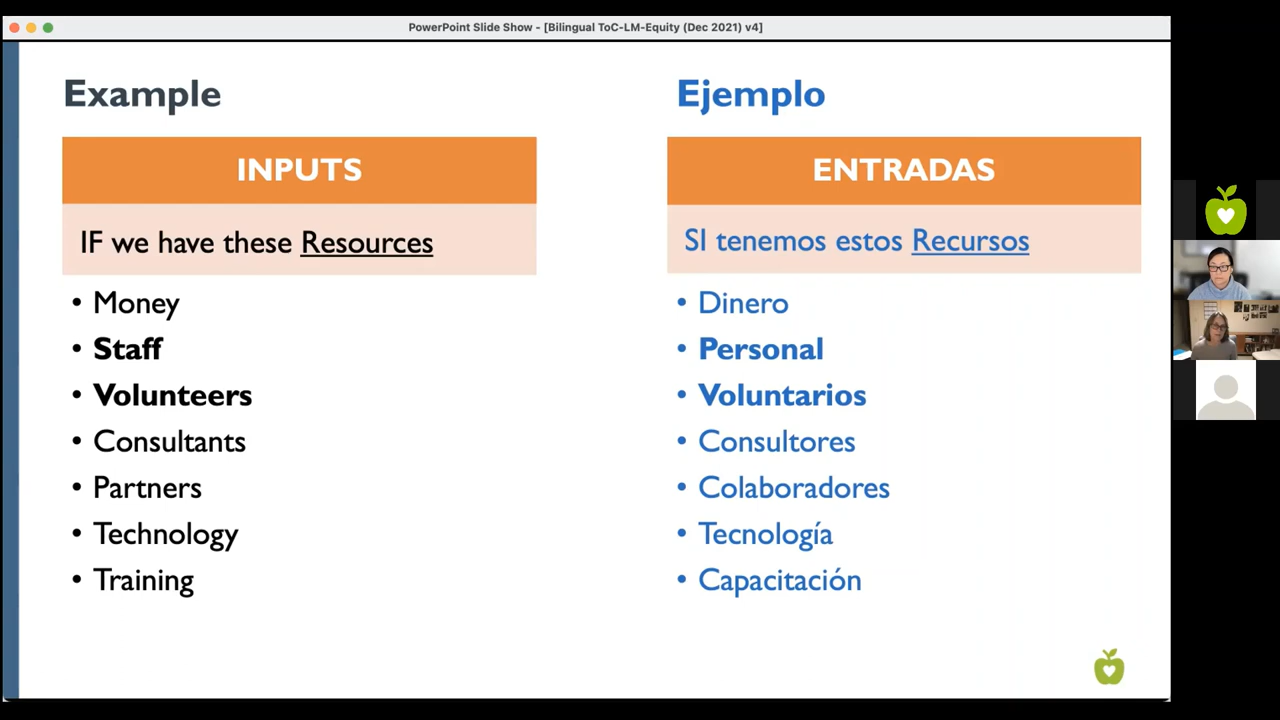 PowerPoint Slide Show - [Bilingual ToC-LM-Equity (Dec 2021) v4]
Example
INPUTS
IF we have these Resources
• Money
• Staff
• Volunteers
• Consultants
• Partners
• Technology
• Training
Ejemplo
ENTRADAS
SI tenemos estos Recursos
• Dinero
• Personal
• Voluntarios
• Consultores
• Colaboradores
• Tecnología
• Capacitación